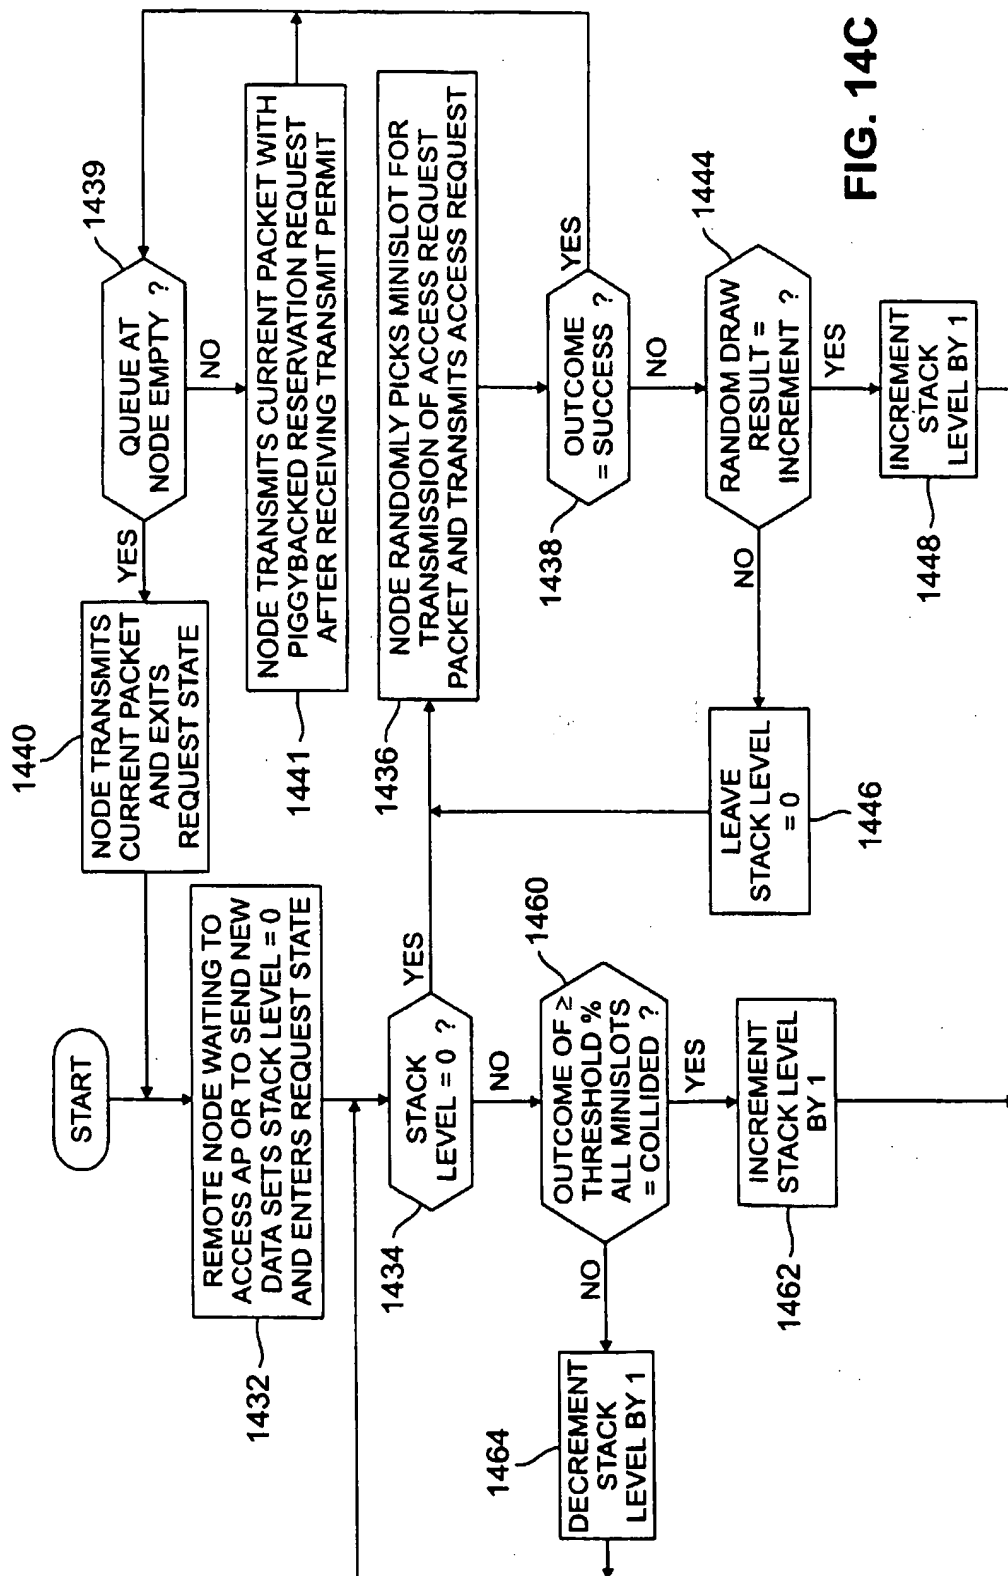 START
REMOTE NODE WAITING TO
ACCESS AP OR TO SEND NEW
DATA SETS STACK LEVEL = 0
AND ENTERS REQUEST STATE
1432
STACK
LEVEL = 0 ?
1434
YES
NO
OUTCOME OF ≥
THRESHOLD %
ALL MINISLOTS
= COLLIDED ?
1460
NO
YES
DECREMENT
STACK
LEVEL BY 1
1464
INCREMENT
STACK LEVEL
BY 1
1462
NODE TRANSMITS
CURRENT PACKET
AND EXITS
REQUEST STATE
1440
YES
QUEUE AT
NODE EMPTY ?
1439
NO
NODE TRANSMITS CURRENT PACKET WITH
PIGGYBACKED RESERVATION REQUEST
AFTER RECEIVING TRANSMIT PERMIT
1441
NODE RANDOMLY PICKS MINISLOT FOR
TRANSMISSION OF ACCESS REQUEST
PACKET AND TRANSMITS ACCESS REQUEST
1436
OUTCOME
= SUCCESS ?
1438
YES
NO
RANDOM DRAW
RESULT =
INCREMENT ?
1444
NO
YES
LEAVE
STACK LEVEL
= 0
1446
INCREMENT
STACK
LEVEL BY 1
1448
FIG. 14C